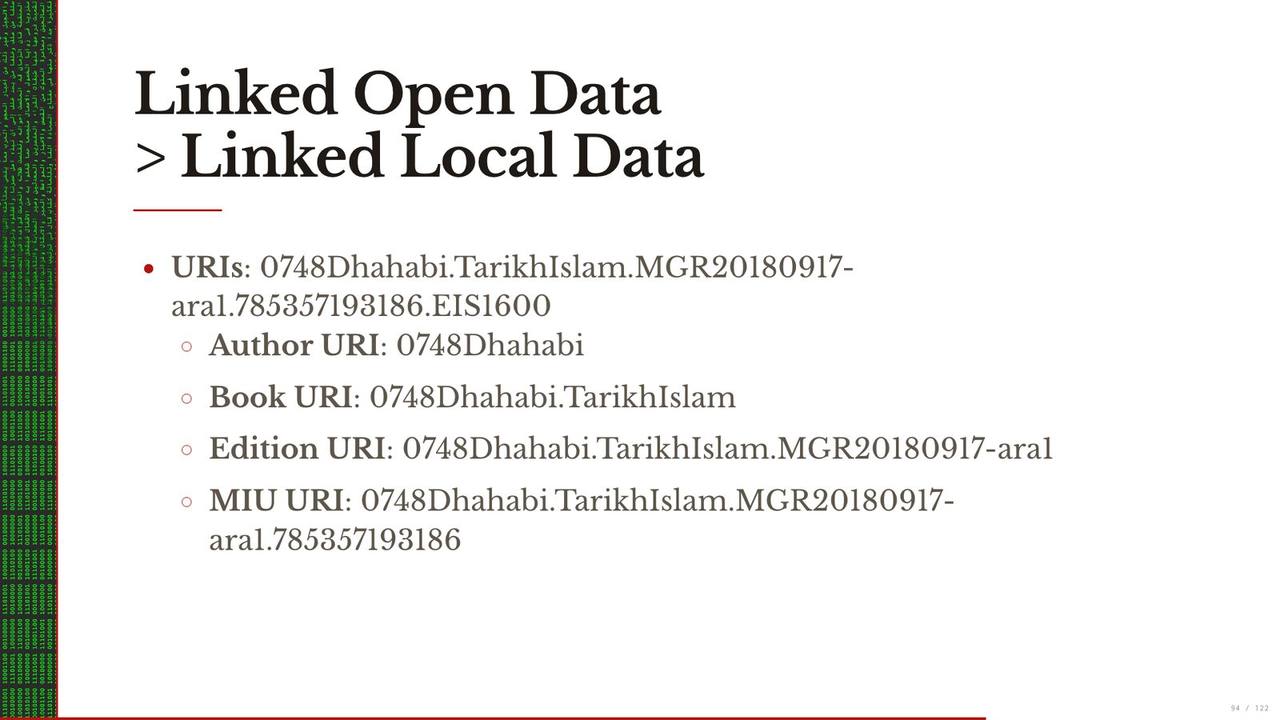 Linked Open Data
> Linked Local Data
• URIs: 0748Dhahabi.TarikhIslam.MGR20180917-
ara1.785357193186.EIS1600
○ Author URI: 0748Dhahabi
○ Book URI: 0748Dhahabi.TarikhIslam
○ Edition URI: 0748Dhahabi.TarikhIslam.MGR20180917-ara1
○ MIU URI: 0748Dhahabi.TarikhIslam.MGR20180917-
ara1.785357193186
94 / 122